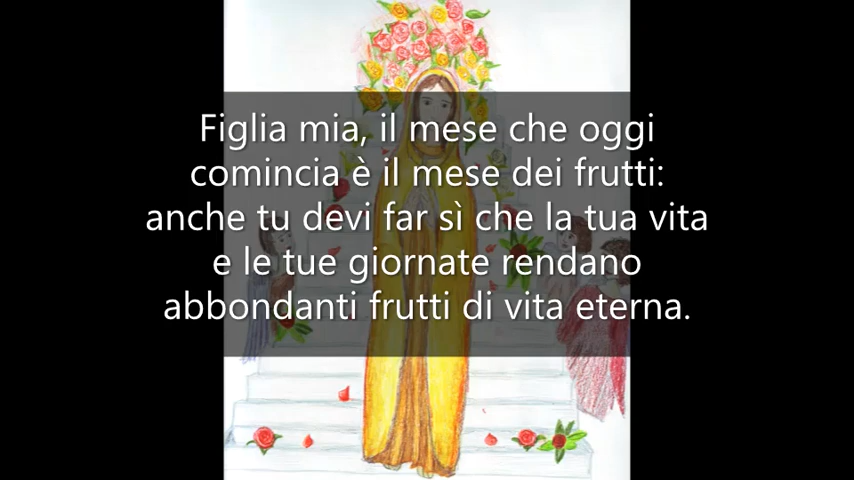 Figlia mia, il mese che oggi
comincia è il mese dei frutti:
anche tu devi far sì che la tua vita
e le tue giornate rendano
abbondanti frutti di vita eterna.